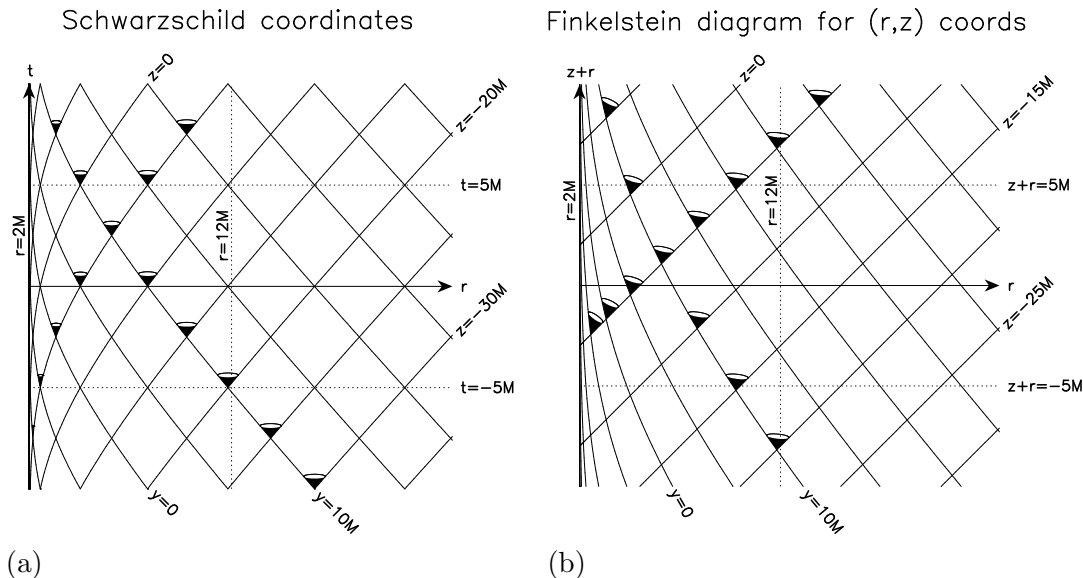 Schwarzschild coordinates
t
z=0
z=-20M
t=5M
r=2M
r=12M
r
z=-30M
t=-5M
y=0
y=10M
(a)
Finkelstein diagram for (r,z) coords
z+r
z=0
z=-15M
r=2M
r=12M
z+r=5M
r
z=-25M
z+r=-5M
y=0
y=10M
(b)